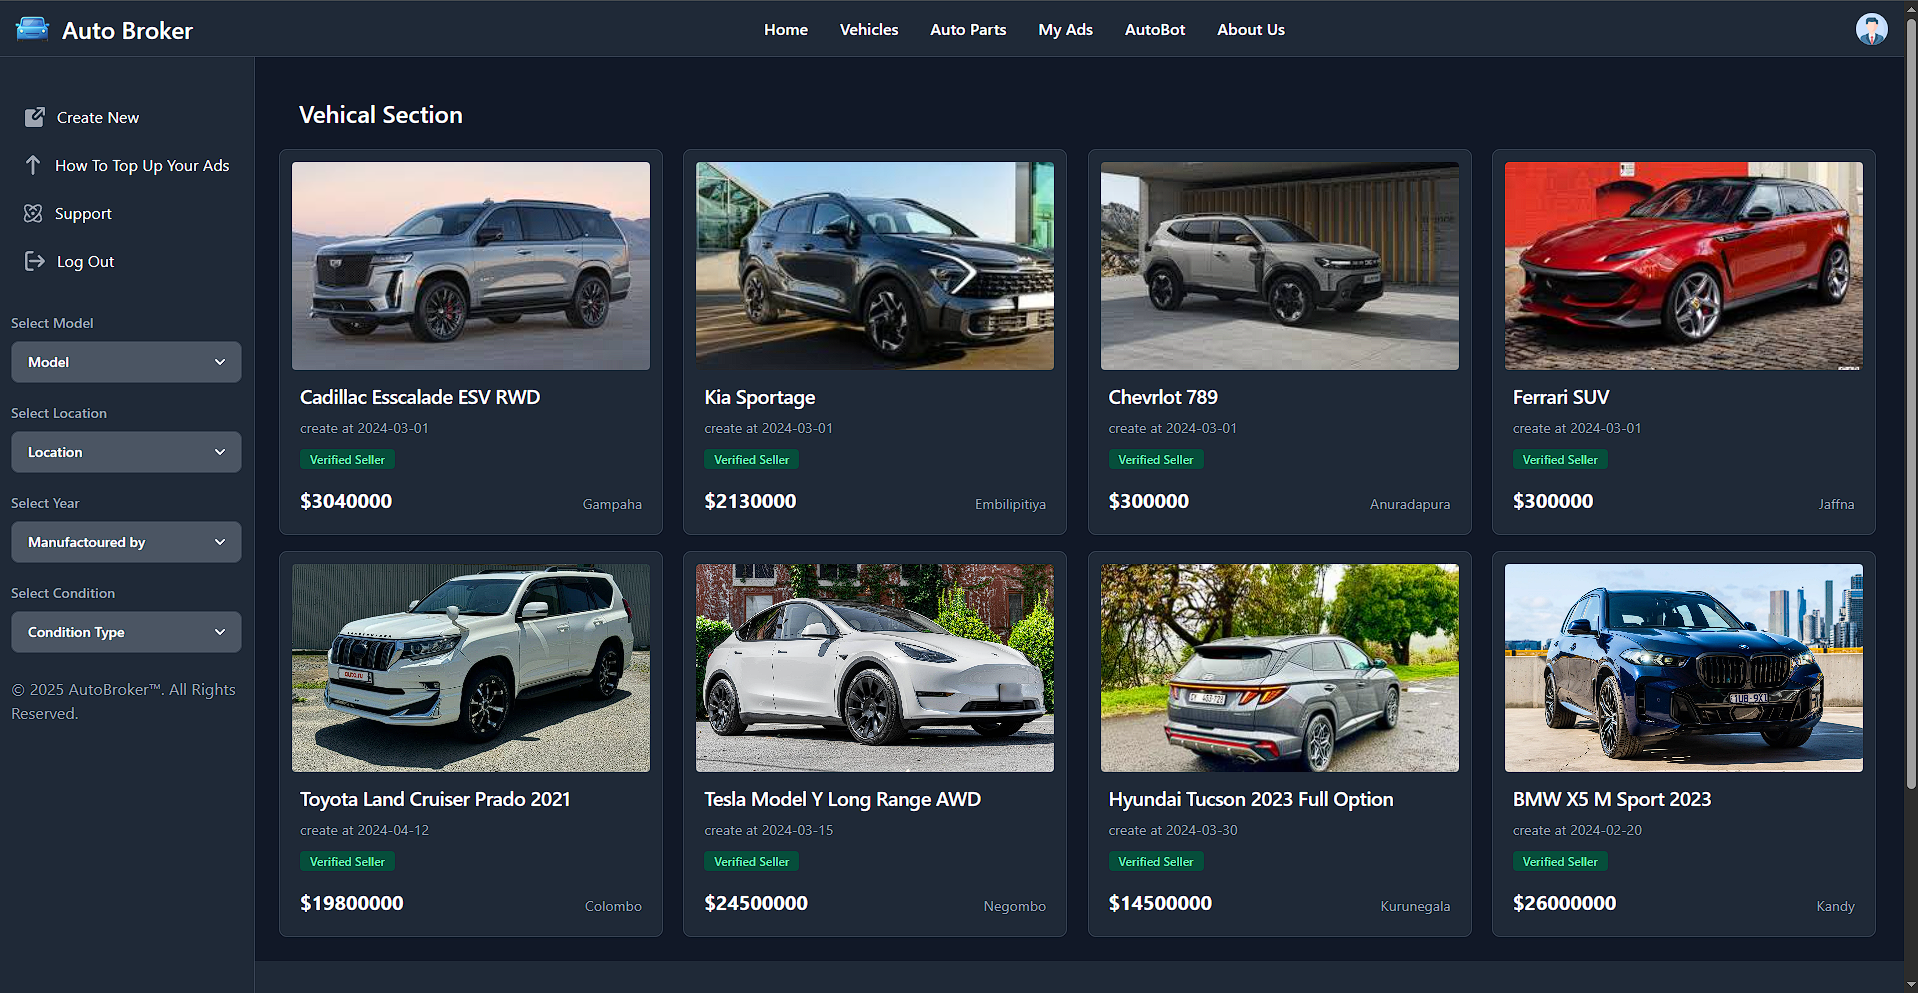 Auto Broker
Home
Vehicles
Auto Parts
My Ads
AutoBot
About Us
Create New
How To Top Up Your Ads
Support
Log Out
Select Model
Model
Select Location
Location
Select Year
Manufactoured by
Select Condition
Condition Type
© 2025 AutoBroker™. All Rights
Reserved.
Vehical Section
Cadillac Esscalade ESV RWD
create at 2024-03-01
Verified Seller
$3040000
Gampaha
Kia Sportage
create at 2024-03-01
Verified Seller
$2130000
Embilipitiya
Chevrlot 789
create at 2024-03-01
Verified Seller
$300000
Anuradapura
Ferrari SUV
create at 2024-03-01
Verified Seller
$300000
Jaffna
auto.ru
Toyota Land Cruiser Prado 2021
create at 2024-04-12
Verified Seller
$19800000
Colombo
Tesla Model Y Long Range AWD
create at 2024-03-15
Verified Seller
$24500000
Negombo
Hyundai Tucson 2023 Full Option
create at 2024-03-30
Verified Seller
$14500000
Kurunegala
BMW X5 M Sport 2023
create at 2024-02-20
Verified Seller
$26000000
Kandy